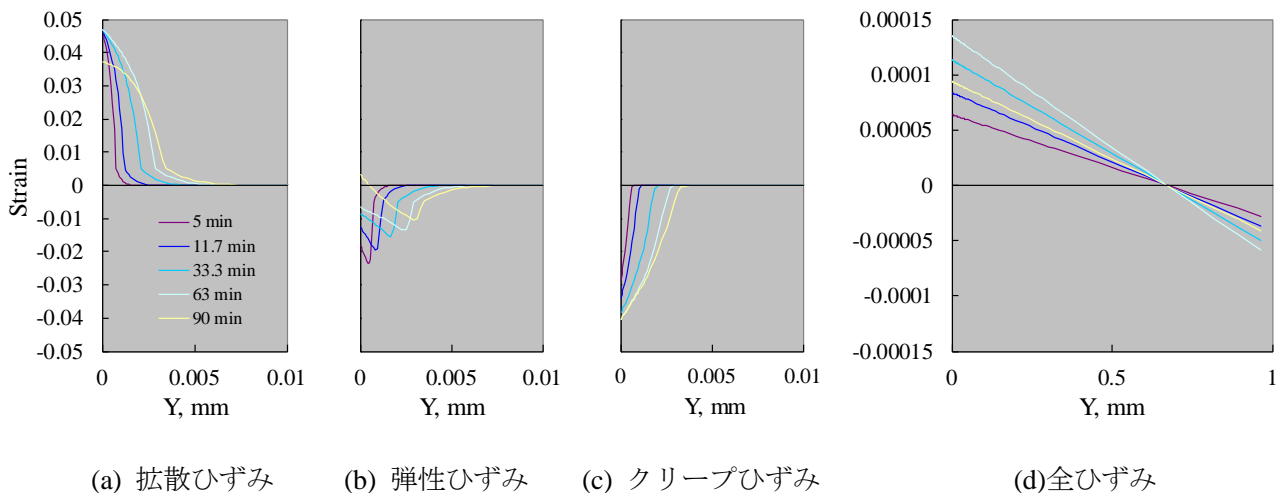 0.05
0.04
0.03
0.02
0.01
0
-0.01
-0.02
-0.03
-0.04
-0.05
Strain
5 min
11.7 min
33.3 min
63 min
90 min
0 0.005 0.01
Y, mm
0 0.005 0.01
Y, mm
0 0.005 0.01
Y, mm
0.00015
0.0001
0.00005
0
-0.00005
-0.0001
-0.00015
0 0.5 1
Y, mm
(a) 拡散ひずみ
(b) 弾性ひずみ
(c) クリープひずみ
(d)全ひずみ